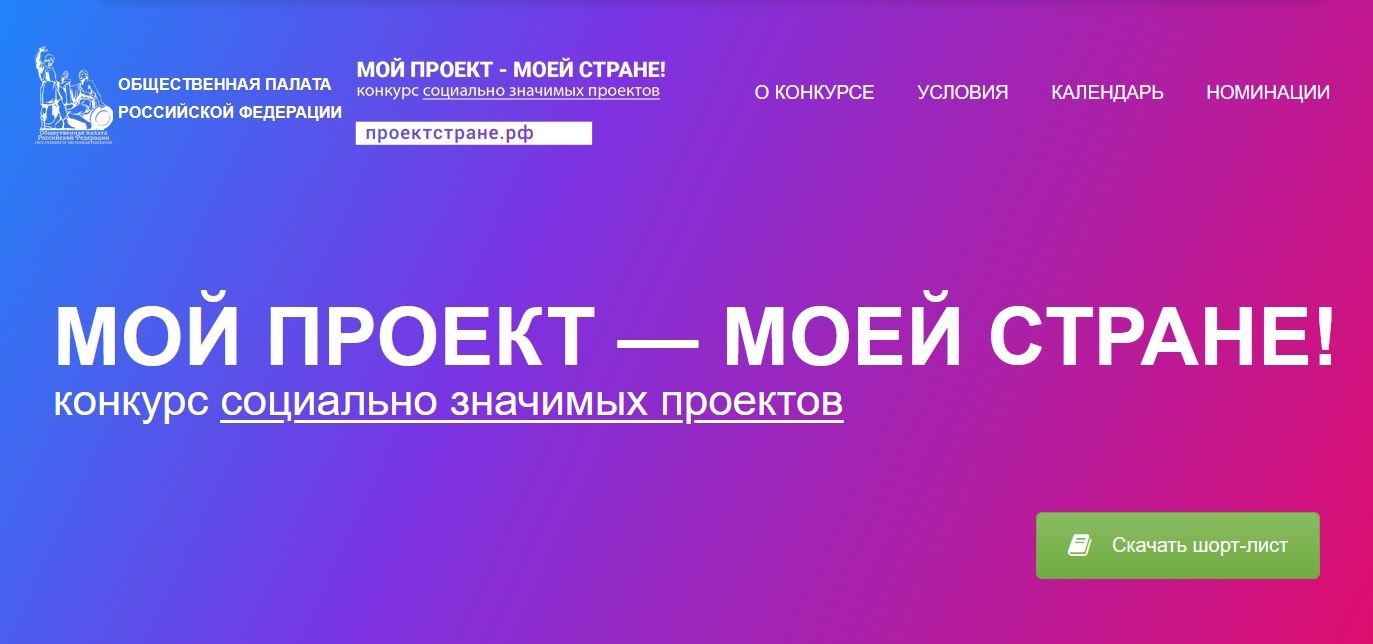 ОБЩЕСТВЕННАЯ ПАЛАТА
РОССИЙСКОЙ ФЕДЕРАЦИИ
Общественная палата
Российской Федерации
МОЙ ПРОЕКТ - МОЕЙ СТРАНЕ!
конкурс социально значимых проектов
проектстране.рф
О КОНКУРСЕ
УСЛОВИЯ
КАЛЕНДАРЬ
НОМИНАЦИИ
МОЙ ПРОЕКТ — МОЕЙ СТРАНЕ!
конкурс социально значимых проектов
Скачать шорт-лист